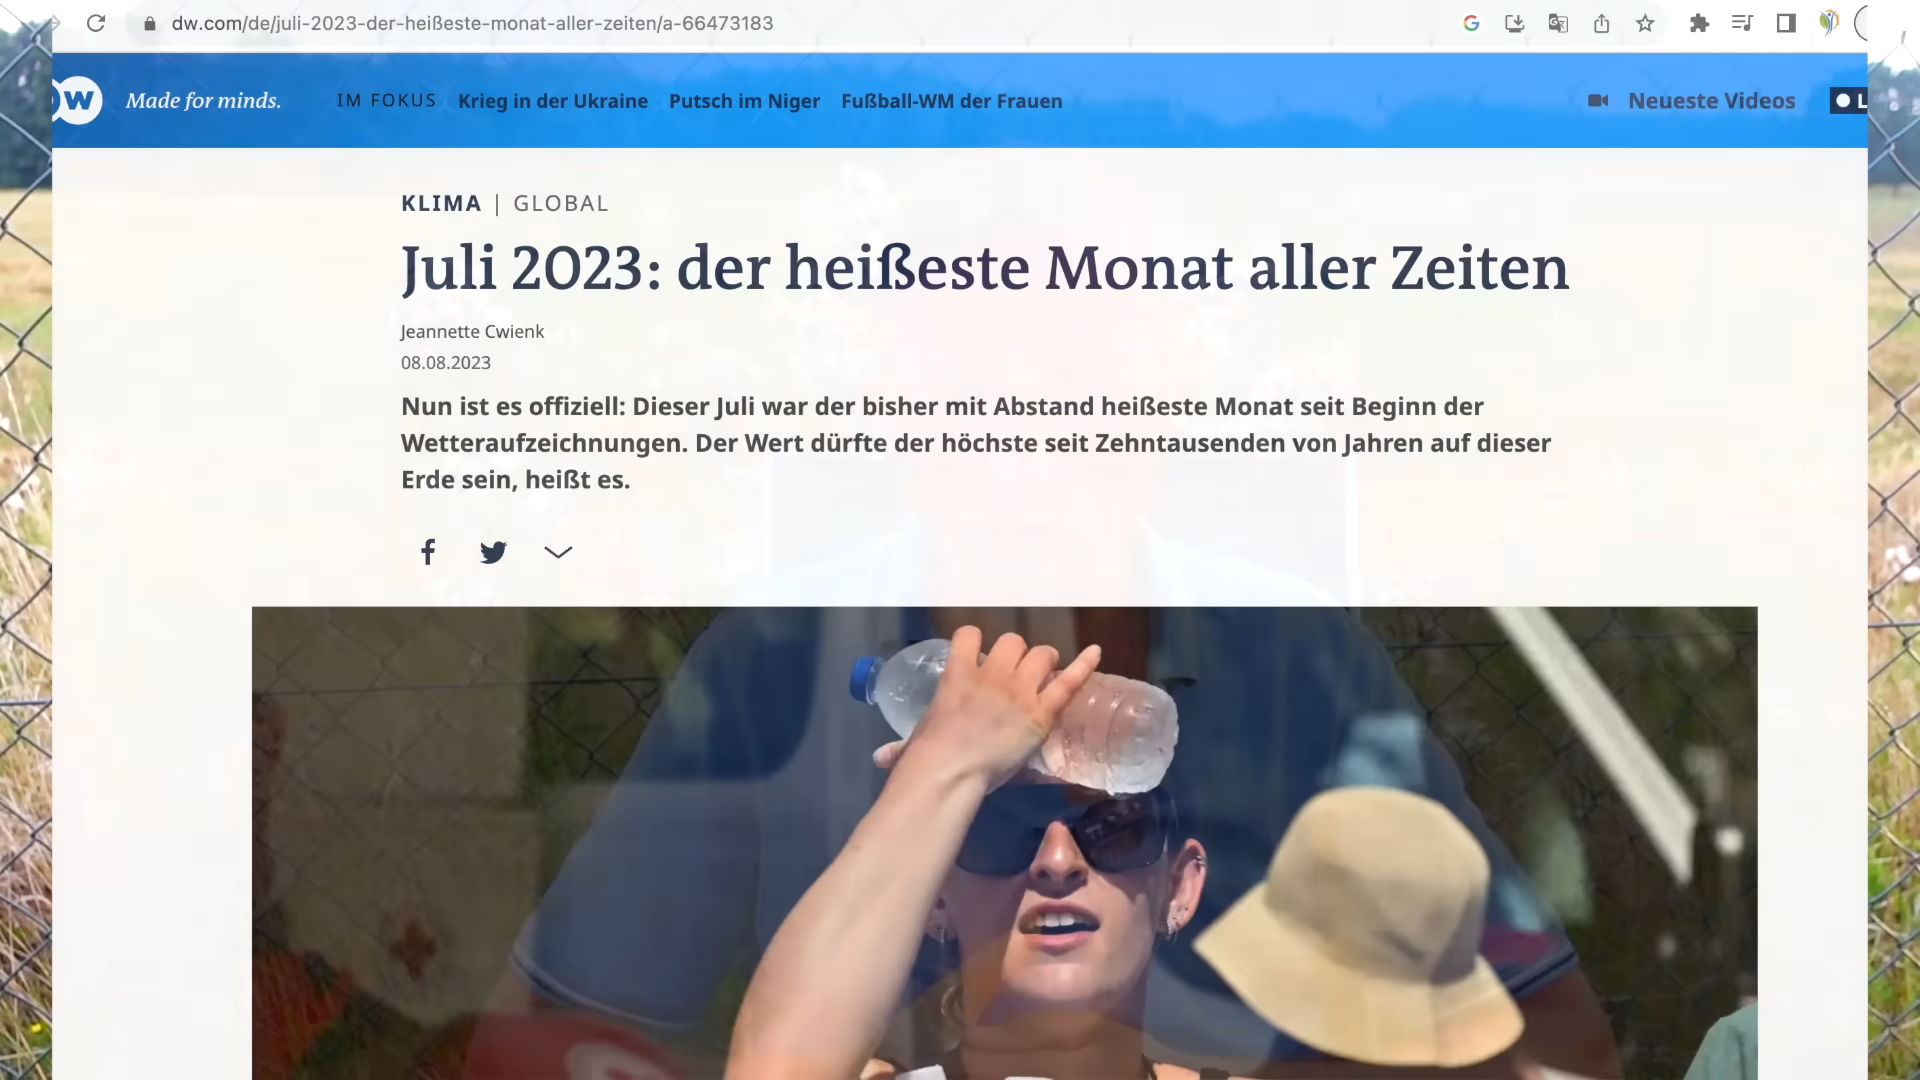 dw.com/de/juli-2023-der-heißeste-monat-aller-zeiten/a-66473183
W Made for minds. IM FOKUS Krieg in der Ukraine Putsch im Niger Fußball-WM der Frauen Neueste Videos L
KLIMA | GLOBAL
Juli 2023: der heißeste Monat aller Zeiten
Jeannette Cwienk
08.08.2023
Nun ist es offiziell: Dieser Juli war der bisher mit Abstand heißeste Monat seit Beginn der
Wetteraufzeichnungen. Der Wert dürfte der höchste seit Zehntausenden von Jahren auf dieser
Erde sein, heißt es.